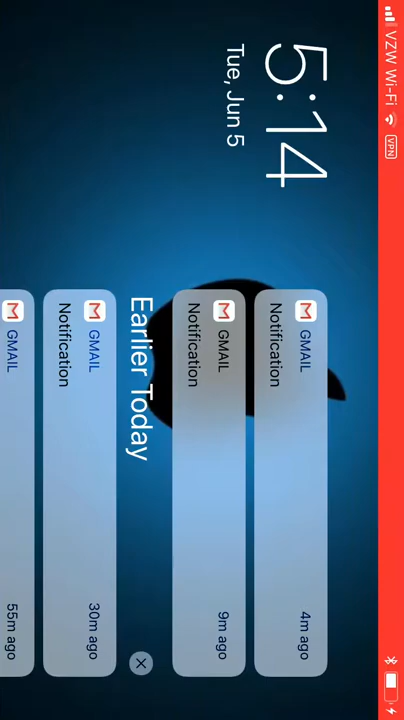 VZW Wi-Fi VPN
5:14
Tue, Jun 5
GMAIL 4m ago
Notification
GMAIL 9m ago
Notification
Earlier Today
GMAIL 30m ago
Notification
GMAIL 55m ago